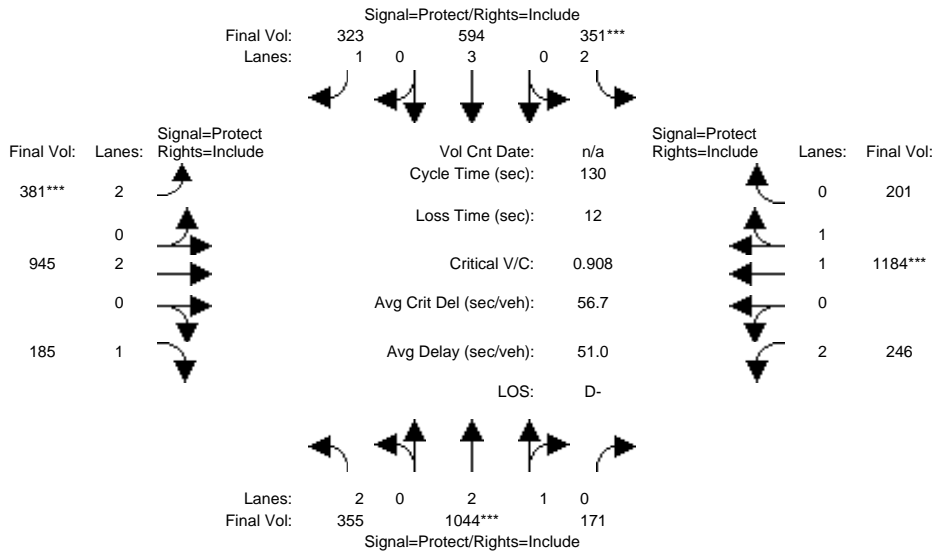 Signal=Protect/Rights=Include
Final Vol: 323 594 351***
Lanes: 1 0 3 0 2
Signal=Protect
Final Vol: Lanes: Rights=Include
Vol Cnt Date: n/a
Signal=Protect
Rights=Include Lanes: Final Vol:
Cycle Time (sec): 130
381*** 2
0 201
Loss Time (sec): 12
0
1
945 2
Critical V/C: 0.908
1 1184***
0
Avg Crit Del (sec/veh): 56.7
0
185 1
Avg Delay (sec/veh): 51.0
2 246
LOS: D-
Lanes: 2 0 2 1 0
Final Vol: 355 1044*** 171
Signal=Protect/Rights=Include